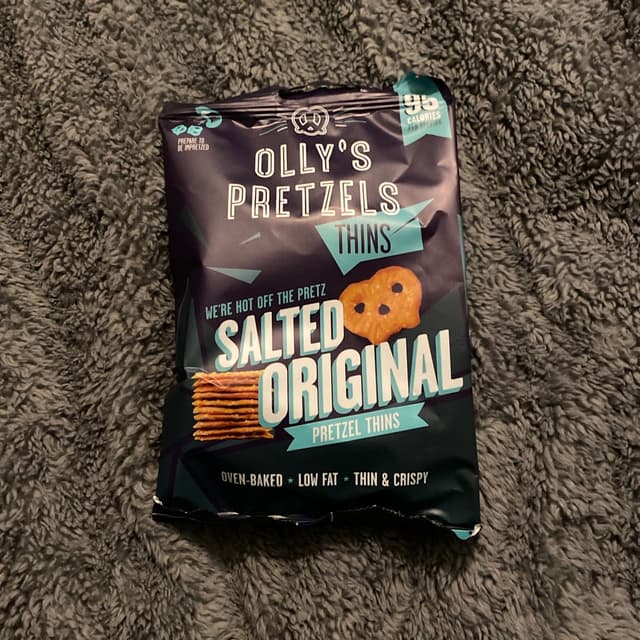 95
CALORIES
PREPARE TO
BE IMPRETZED
OLLY'S
PRETZELS
THINS
WE'RE HOT OFF THE PRETZ
SALTED
ORIGINAL
PRETZEL THINS
OVEN-BAKED * LOW FAT * THIN & CRISPY